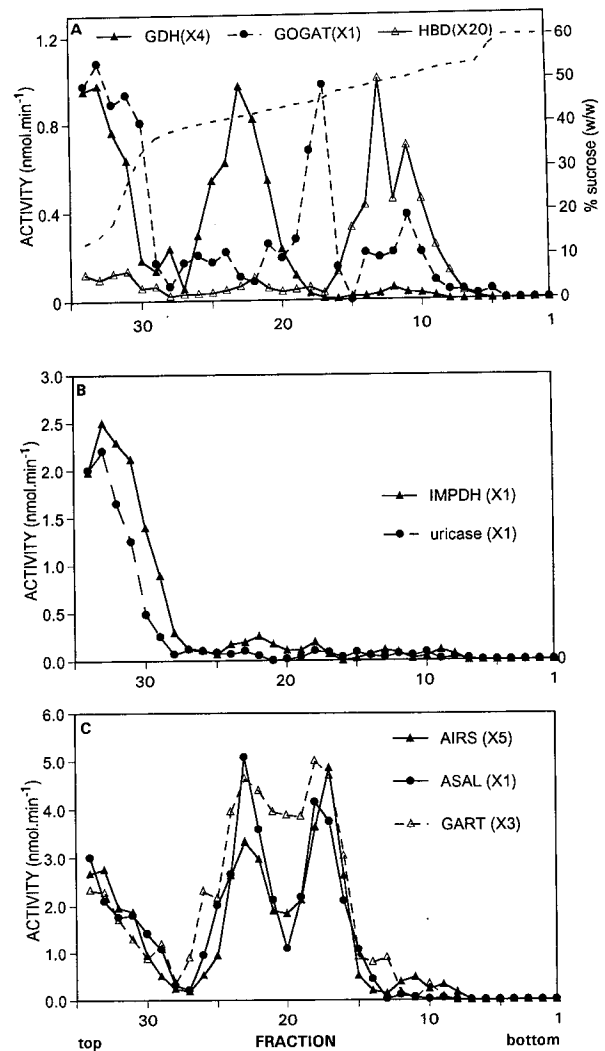 A
GDH(X4) GOGAT(X1) HBD(X20)
ACTIVITY (nmol.min⁻¹)
1.2
0.8
0.4
0
60
50
40
30
20
10
0
% sucrose (w/w)
30 20 10 1
B
ACTIVITY (nmol.min⁻¹)
3.0
2.5
2.0
1.5
1.0
0.5
0.0
IMPDH (X1)
uricase (X1)
0
30 20 10 1
C
ACTIVITY (nmol.min⁻¹)
6.0
5.0
4.0
3.0
2.0
1.0
0.0
AIRS (X5)
ASAL (X1)
GART (X3)
30 20 10 1
top FRACTION bottom